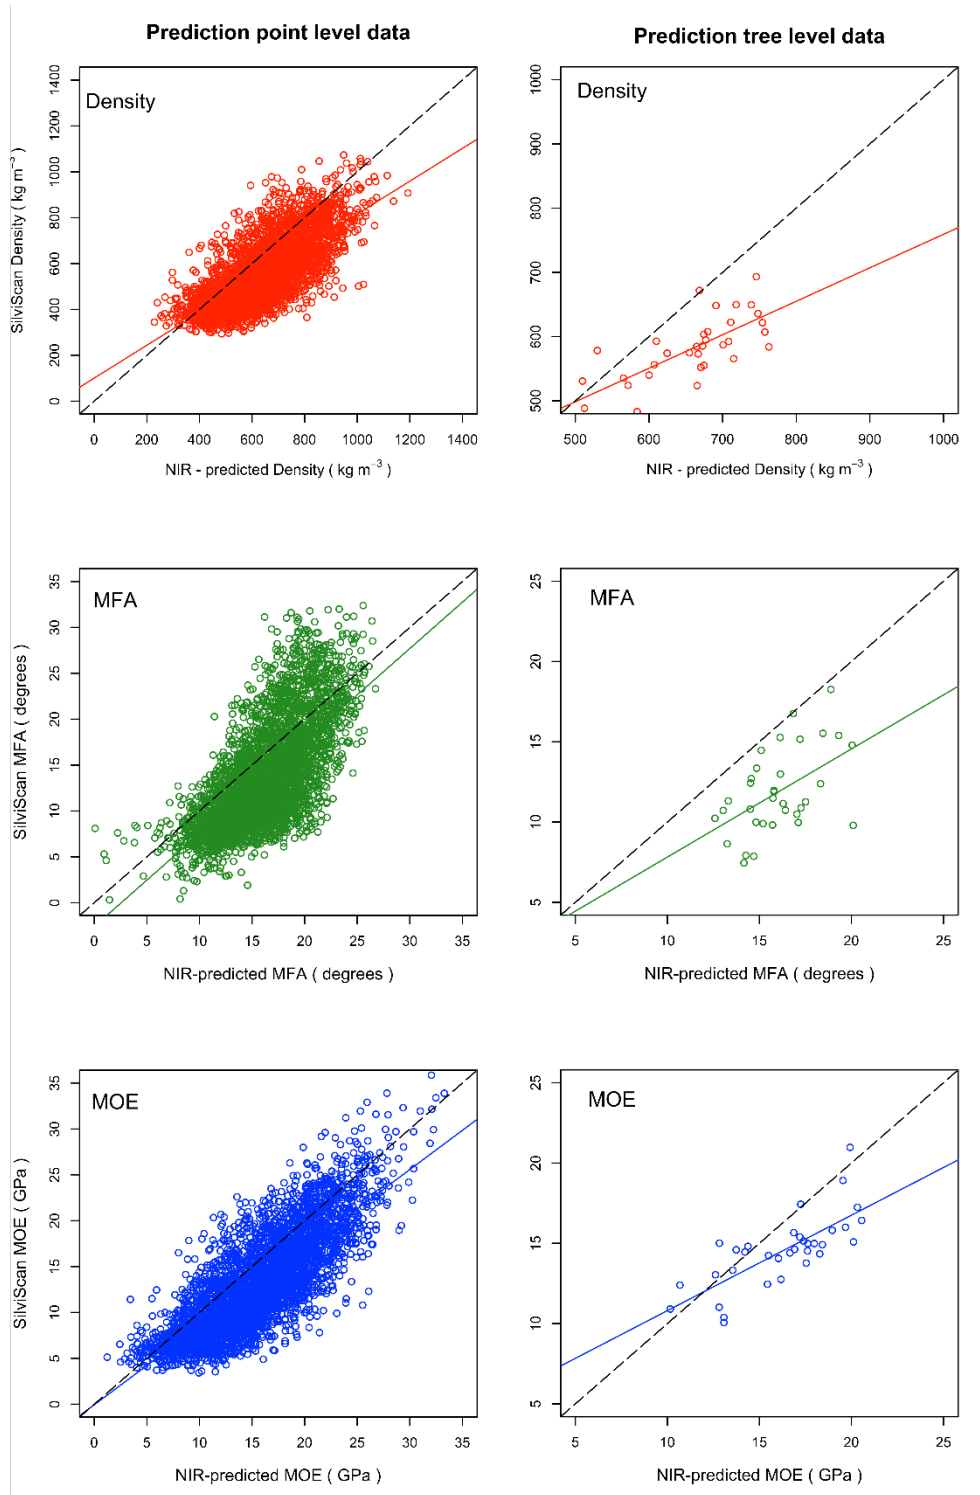 Prediction point level data
Prediction tree level data
Density
SilviScan Density ( kg m⁻³ )
0 200 400 600 800 1000 1200 1400
0 200 400 600 800 1000 1200 1400
NIR - predicted Density ( kg m⁻³ )
Density
500 600 700 800 900 1000
500 600 700 800 900 1000
NIR - predicted Density ( kg m⁻³ )
MFA
SilviScan MFA ( degrees )
0 5 10 15 20 25 30 35
0 5 10 15 20 25 30 35
NIR-predicted MFA ( degrees )
MFA
5 10 15 20 25
5 10 15 20 25
NIR-predicted MFA ( degrees )
MOE
SilviScan MOE ( GPa )
0 5 10 15 20 25 30 35
0 5 10 15 20 25 30 35
NIR-predicted MOE ( GPa )
MOE
5 10 15 20 25
5 10 15 20 25
NIR-predicted MOE ( GPa )